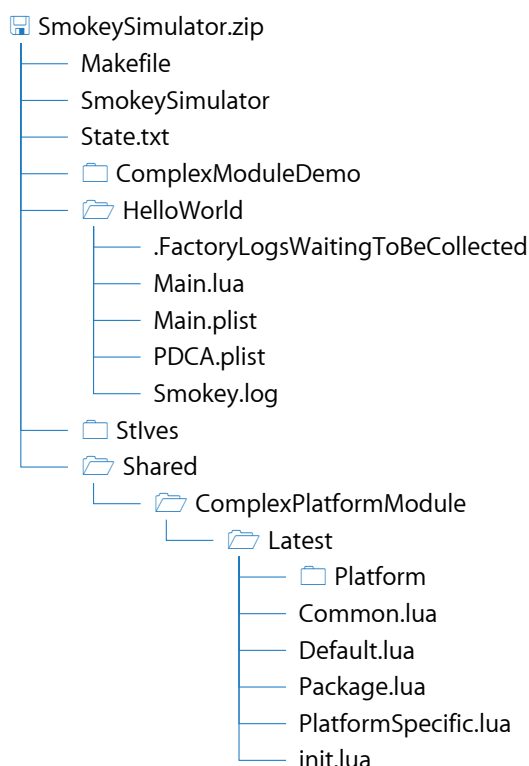 SmokeySimulator.zip
Makefile
SmokeySimulator
State.txt
ComplexModuleDemo
HelloWorld
.FactoryLogsWaitingToBeCollected
Main.lua
Main.plist
PDCA.plist
Smokey.log
StIves
Shared
ComplexPlatformModule
Latest
Platform
Common.lua
Default.lua
Package.lua
PlatformSpecific.lua
init.lua